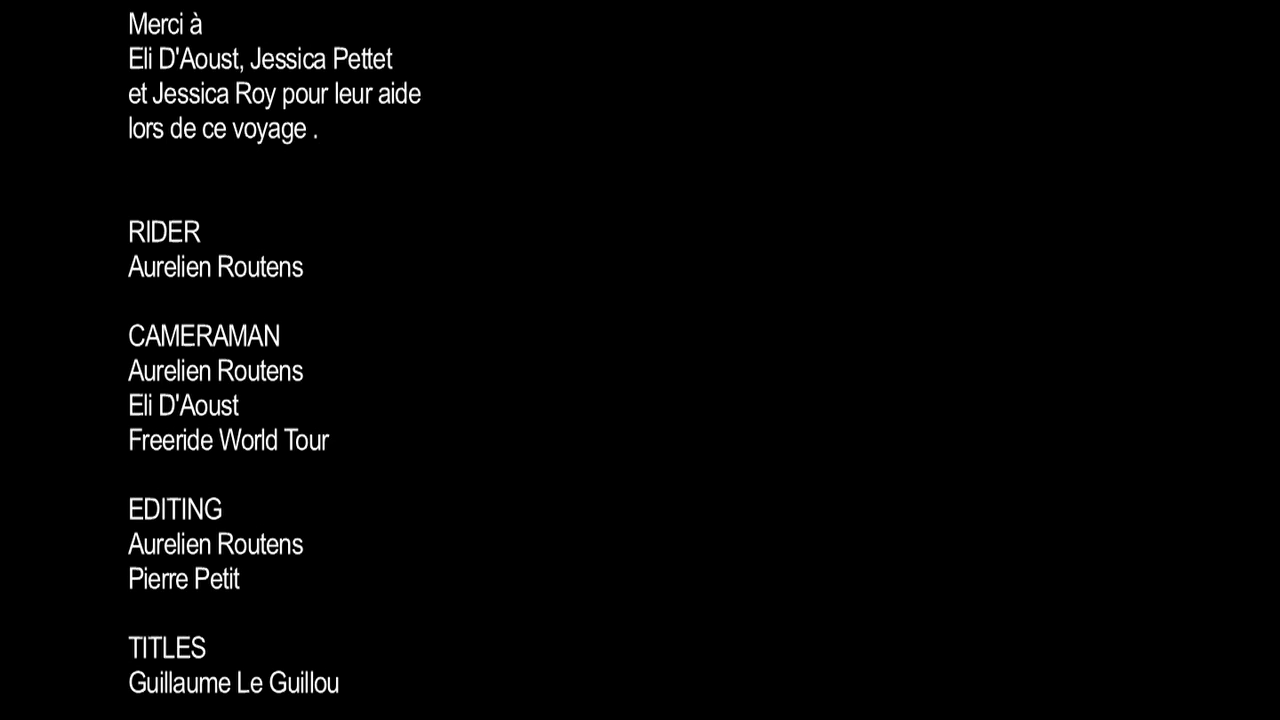 Merci à
Eli D'Aoust, Jessica Pettet
et Jessica Roy pour leur aide
lors de ce voyage .
RIDER
Aurelien Routens
CAMERAMAN
Aurelien Routens
Eli D'Aoust
Freeride World Tour
EDITING
Aurelien Routens
Pierre Petit
TITLES
Guillaume Le Guillou